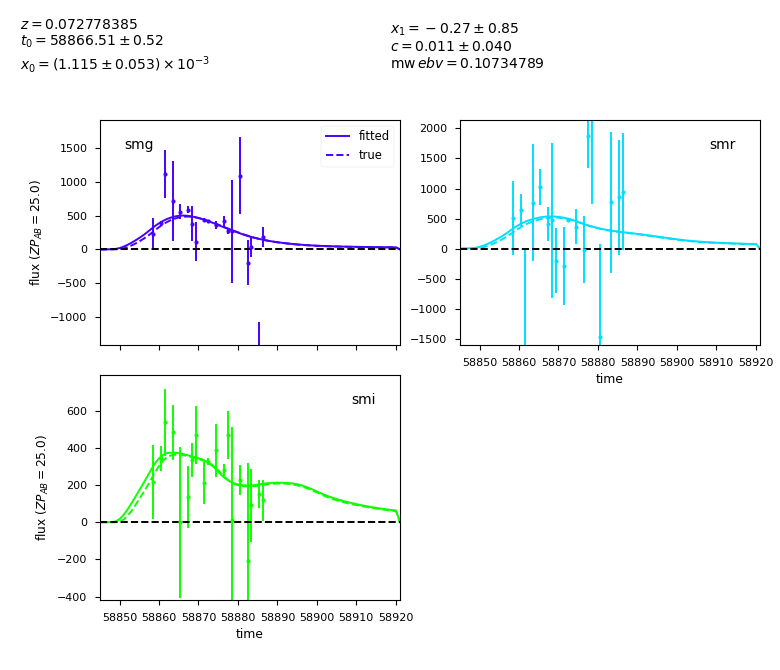 z = 0.072778385
t₀ = 58866.51 ± 0.52
x₀ = (1.115 ± 0.053) × 10⁻³
x₁ = −0.27 ± 0.85
c = 0.011 ± 0.040
mw ebv = 0.10734789
smg
fitted
true
flux (ZP_AB = 25.0)
1500
1000
500
0
−500
−1000
smr
2000
1500
1000
500
0
−500
−1000
−1500
58850 58860 58870 58880 58890 58900 58910 58920
time
smi
flux (ZP_AB = 25.0)
600
400
200
0
−200
−400
58850 58860 58870 58880 58890 58900 58910 58920
time